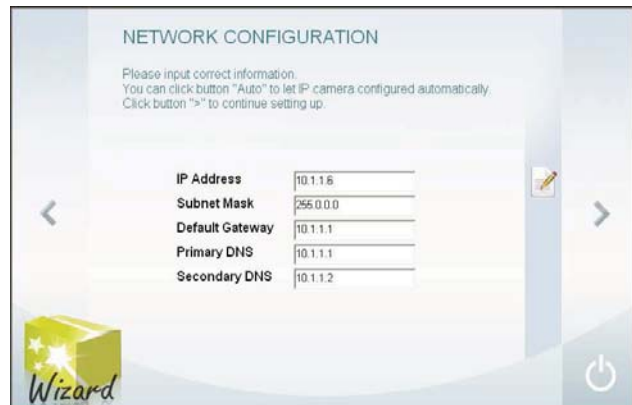 NETWORK CONFIGURATION
Please input correct information.
You can click button "Auto" to let IP camera configured automatically.
Click button ">" to continue setting up.
IP Address 10.1.1.6
Subnet Mask 255.0.0.0
Default Gateway 10.1.1.1
Primary DNS 10.1.1.1
Secondary DNS 10.1.1.2
Wizard